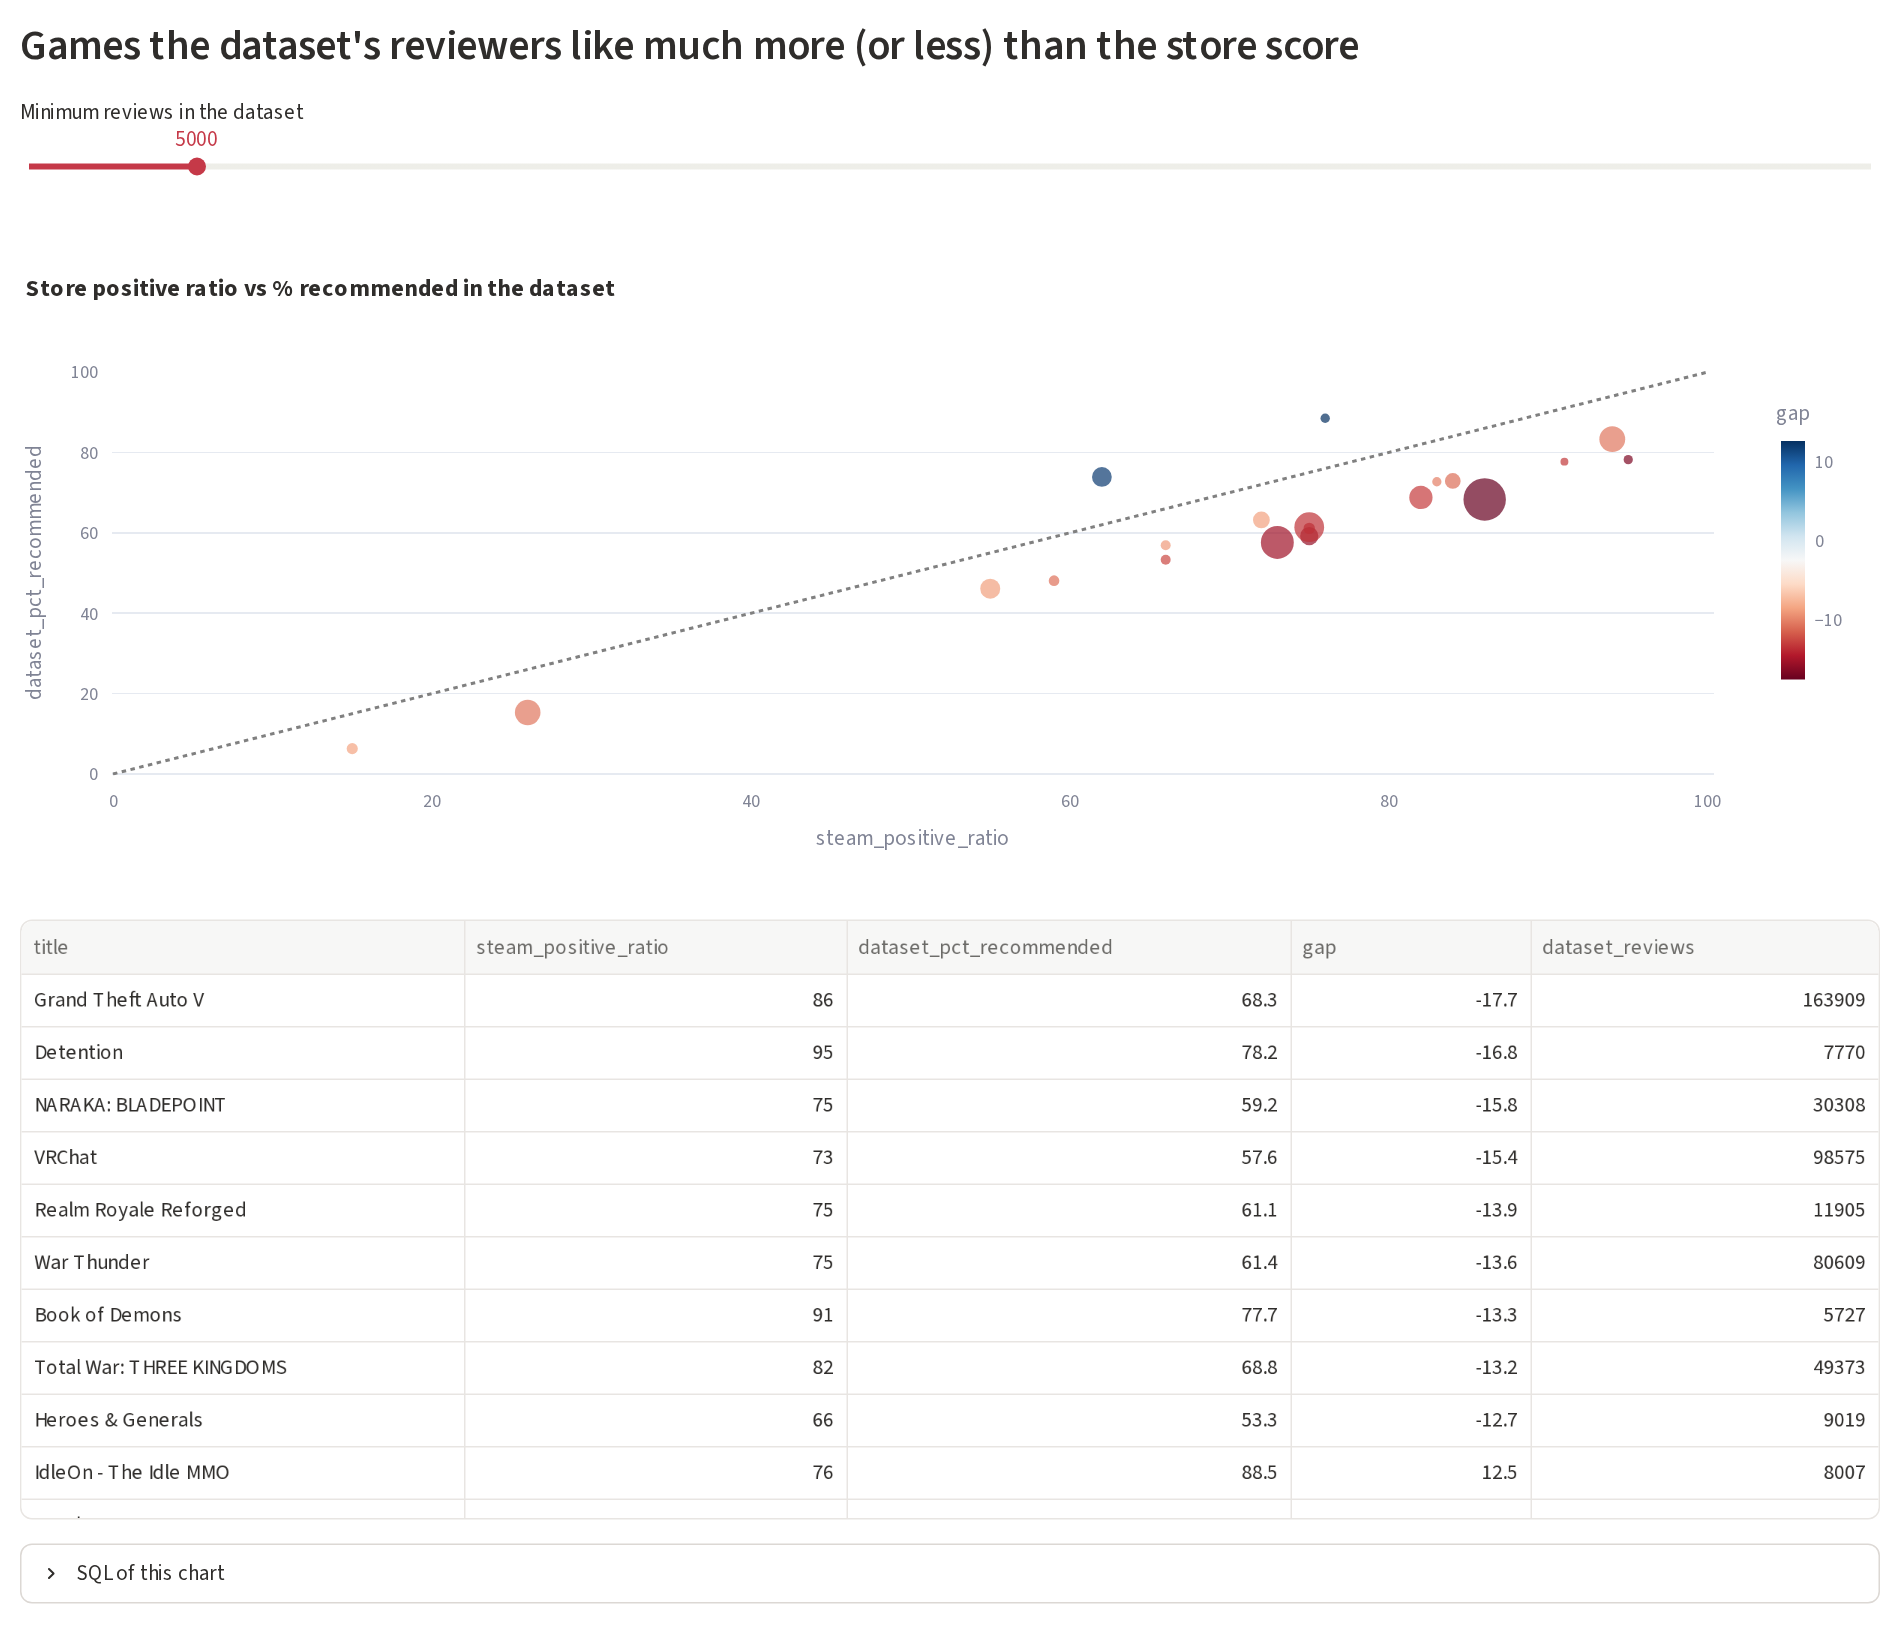 Games the dataset's reviewers like much more (or less) than the store score
Minimum reviews in the dataset
5000
Store positive ratio vs % recommended in the dataset
100
80
60
40
20
0
dataset_pct_recommended
0 20 40 60 80 100
steam_positive_ratio
gap
10
0
−10
title steam_positive_ratio dataset_pct_recommended gap dataset_reviews
Grand Theft Auto V 86 68.3 -17.7 163909
Detention 95 78.2 -16.8 7770
NARAKA: BLADEPOINT 75 59.2 -15.8 30308
VRChat 73 57.6 -15.4 98575
Realm Royale Reforged 75 61.1 -13.9 11905
War Thunder 75 61.4 -13.6 80609
Book of Demons 91 77.7 -13.3 5727
Total War: THREE KINGDOMS 82 68.8 -13.2 49373
Heroes & Generals 66 53.3 -12.7 9019
IdleOn - The Idle MMO 76 88.5 12.5 8007
SQL of this chart